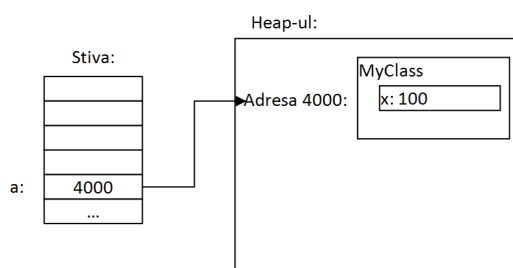 Heap-ul:
Stiva:
MyClass
Adresa 4000:
x: 100
a:
4000
...